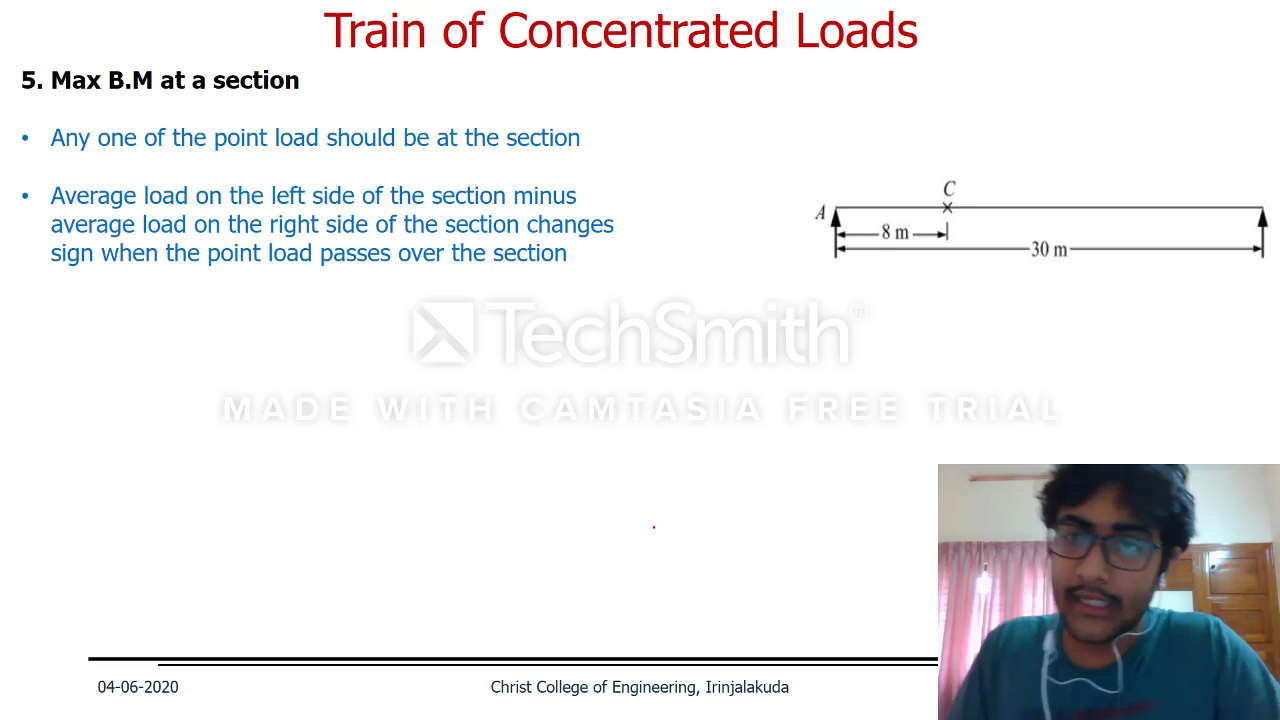 Train of Concentrated Loads
5. Max B.M at a section
• Any one of the point load should be at the section
• Average load on the left side of the section minus
average load on the right side of the section changes
sign when the point load passes over the section
C
A
8 m
30 m
TechSmith®
MADE WITH CAMTASIA FREE TRIAL
04-06-2020
Christ College of Engineering, Irinjalakuda